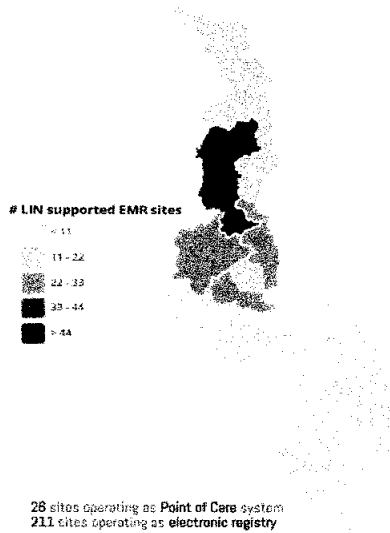 # LIN supported EMR sites
< 11
11 - 22
22 - 33
33 - 44
> 44
26 sites operating as Point of Care system
211 sites operating as electronic registry